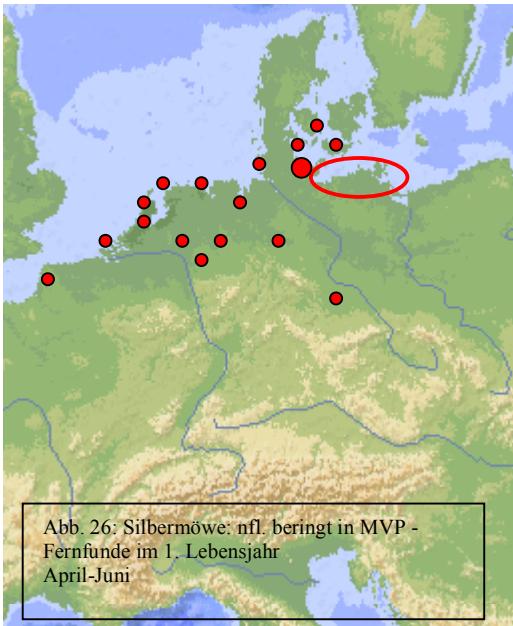 Abb. 26: Silbermöwe: nfl. beringt in MVP -
Fernfunde im 1. Lebensjahr
April-Juni